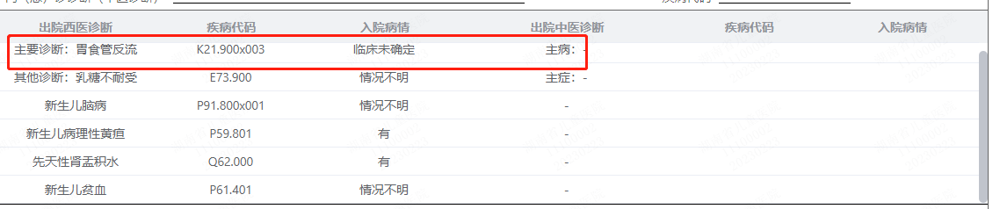 出院西医诊断 疾病代码 入院病情 出院中医诊断 疾病代码 入院病情
主要诊断：胃食管反流 K21.900x003 临床未确定 主病：-
其他诊断：乳糖不耐受 E73.900 情况不明 主症：-
新生儿脑病 P91.800x001 情况不明 -
新生儿病理性黄疸 P59.801 有 -
先天性肾盂积水 Q62.000 有 -
新生儿贫血 P61.401 情况不明 -